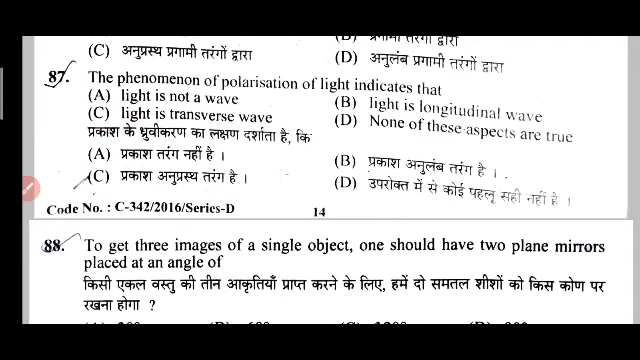 (D) प्रगामी तरंगों द्वारा
(C) अनुप्रस्थ प्रगामी तरंगों द्वारा
(D) अनुलंब प्रगामी तरंगों द्वारा
87. The phenomenon of polarisation of light indicates that
(A) light is not a wave
(B) light is longitudinal wave
(C) light is transverse wave
(D) None of these aspects are true
प्रकाश के ध्रुवीकरण का लक्षण दर्शाता है, कि
(A) प्रकाश तरंग नहीं है ।
(B) प्रकाश अनुलंब तरंग है ।
(C) प्रकाश अनुप्रस्थ तरंग है ।
(D) उपरोक्त में से कोई पहलू सही नहीं है ।
Code No. : C-342/2016/Series-D
14
88. To get three images of a single object, one should have two plane mirrors
placed at an angle of
किसी एकल वस्तु की तीन आकृतियाँ प्राप्त करने के लिए, हमें दो समतल शीशों को किस कोण पर
रखना होगा ?